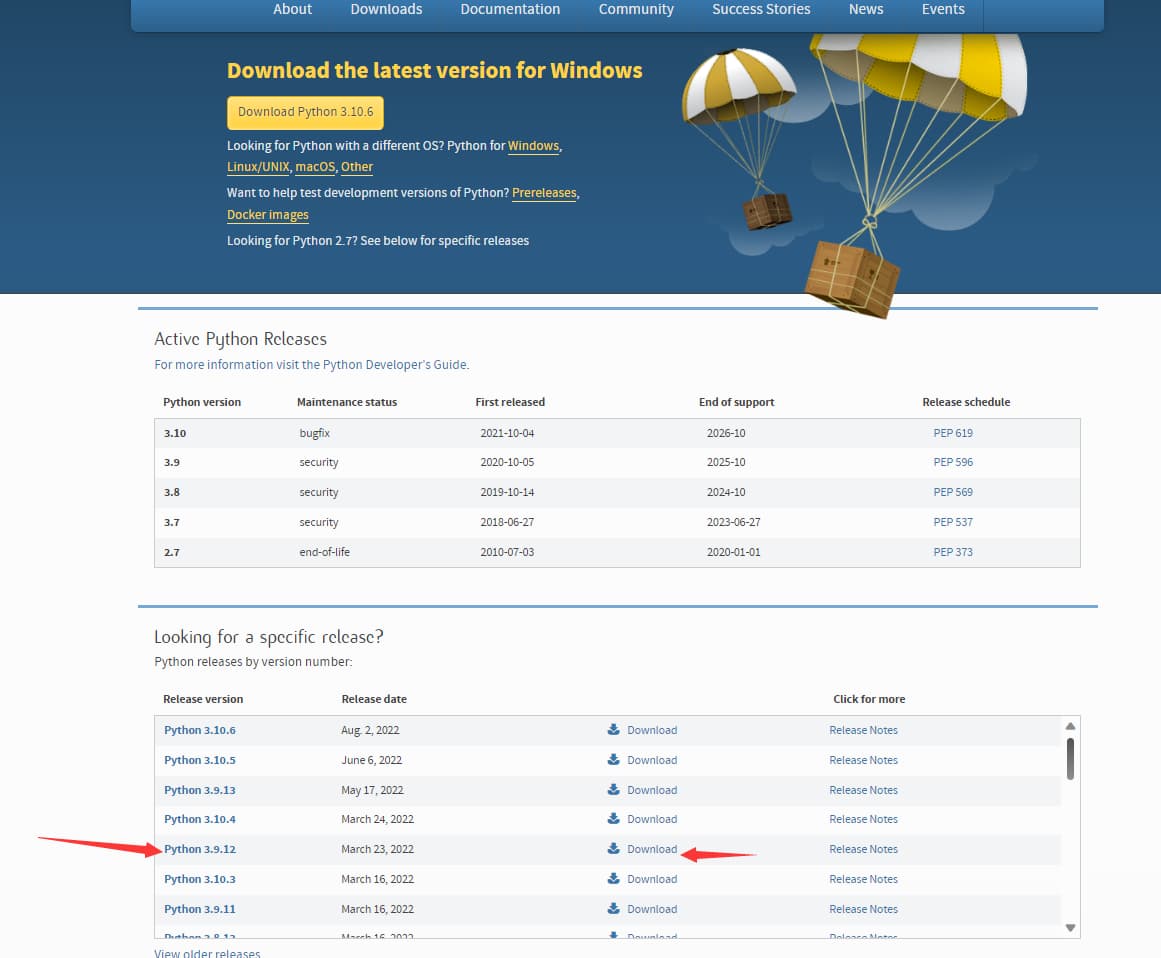 About Downloads Documentation Community Success Stories News Events
Download the latest version for Windows
Download Python 3.10.6
Looking for Python with a different OS? Python for Windows,
Linux/UNIX, macOS, Other
Want to help test development versions of Python? Prereleases,
Docker images
Looking for Python 2.7? See below for specific releases
Active Python Releases
For more information visit the Python Developer's Guide.
Python version Maintenance status First released End of support Release schedule
3.10 bugfix 2021-10-04 2026-10 PEP 619
3.9 security 2020-10-05 2025-10 PEP 596
3.8 security 2019-10-14 2024-10 PEP 569
3.7 security 2018-06-27 2023-06-27 PEP 537
2.7 end-of-life 2010-07-03 2020-01-01 PEP 373
Looking for a specific release?
Python releases by version number:
Release version Release date Click for more
Python 3.10.6 Aug. 2, 2022 Download Release Notes
Python 3.10.5 June 6, 2022 Download Release Notes
Python 3.9.13 May 17, 2022 Download Release Notes
Python 3.10.4 March 24, 2022 Download Release Notes
Python 3.9.12 March 23, 2022 Download Release Notes
Python 3.10.3 March 16, 2022 Download Release Notes
Python 3.9.11 March 16, 2022 Download Release Notes
Python 3.8.13 March 16, 2022 Download Release Notes
View older releases